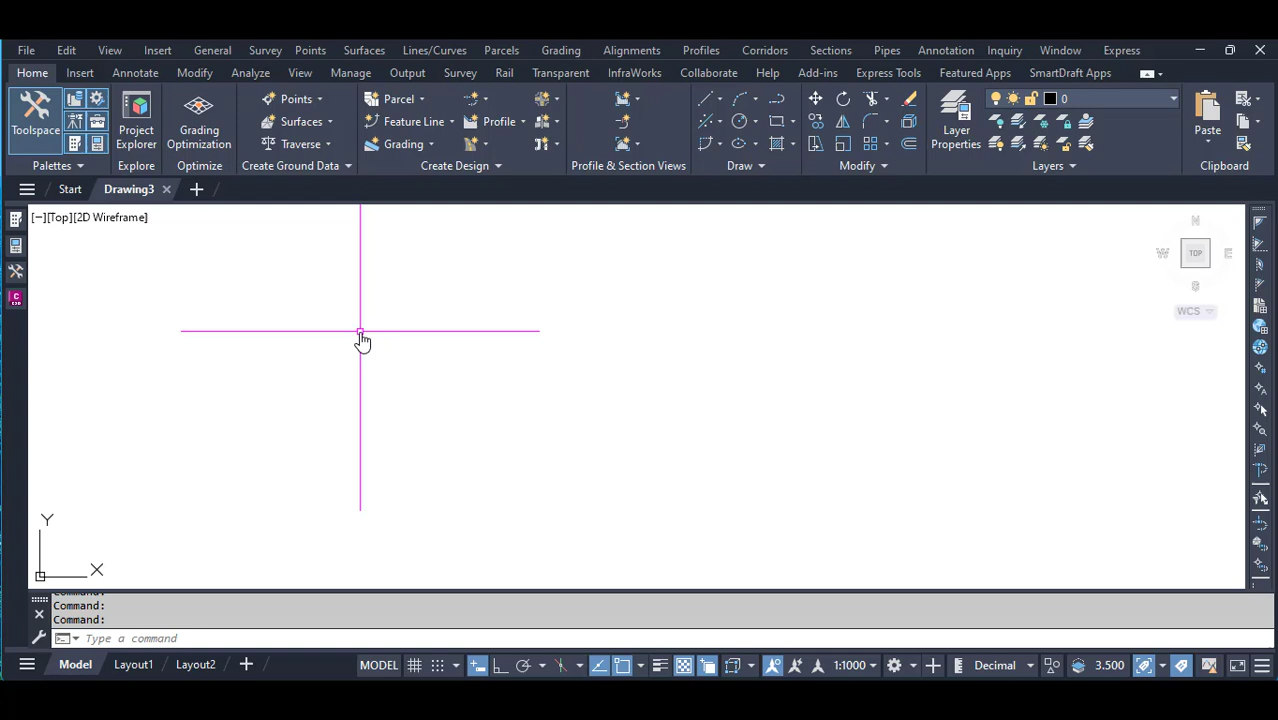 File Edit View Insert General Survey Points Surfaces Lines/Curves Parcels Grading Alignments Profiles Corridors Sections Pipes Annotation Inquiry Window Express
Home Insert Annotate Modify Analyze View Manage Output Survey Rail Transparent InfraWorks Collaborate Help Add-ins Express Tools Featured Apps SmartDraft Apps
Points Parcel 0
Toolspace Project Explorer Grading Optimization Surfaces Feature Line Profile Layer Properties Paste
Traverse Grading
Palettes Explore Optimize Create Ground Data Create Design Profile & Section Views Draw Modify Layers Clipboard
Start Drawing3
[−][Top][2D Wireframe]
N
W TOP E
S
WCS
C
C3D
Y
X
Command:
Command:
Type a command
Model Layout1 Layout2 MODEL 1:1000 Decimal 3.500